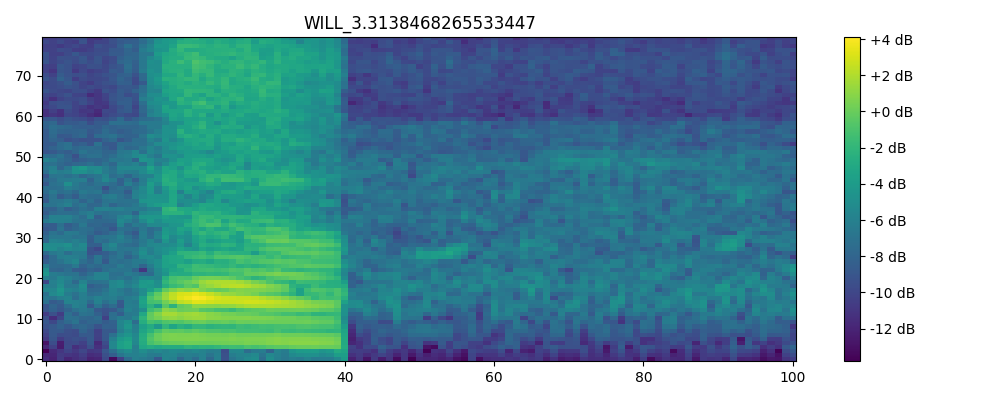 WILL_3.3138468265533447
+4 dB
+2 dB
+0 dB
-2 dB
-4 dB
-6 dB
-8 dB
-10 dB
-12 dB
70
60
50
40
30
20
10
0
0 20 40 60 80 100